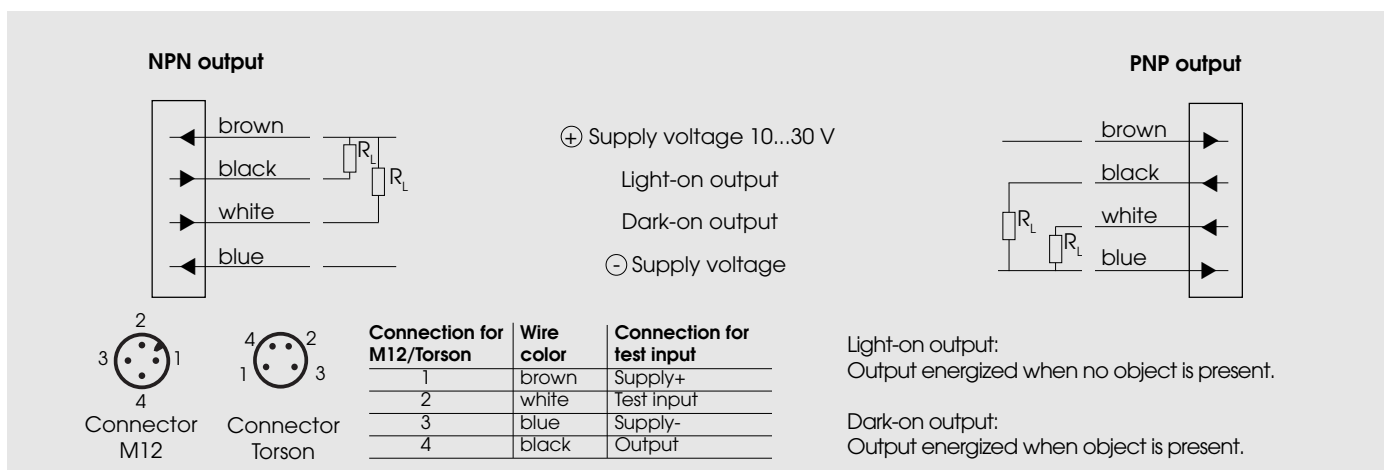 NPN output
PNP output
brown
black
white
blue
R_L
R_L
+ Supply voltage 10...30 V
Light-on output
Dark-on output
- Supply voltage
brown
black
white
blue
R_L
R_L
2
3 1
4
Connector
M12
4 2
1 3
Connector
Torson
Connection for M12/Torson | Wire color | Connection for test input
1 brown Supply+
2 white Test input
3 blue Supply-
4 black Output
Light-on output:
Output energized when no object is present.
Dark-on output:
Output energized when object is present.